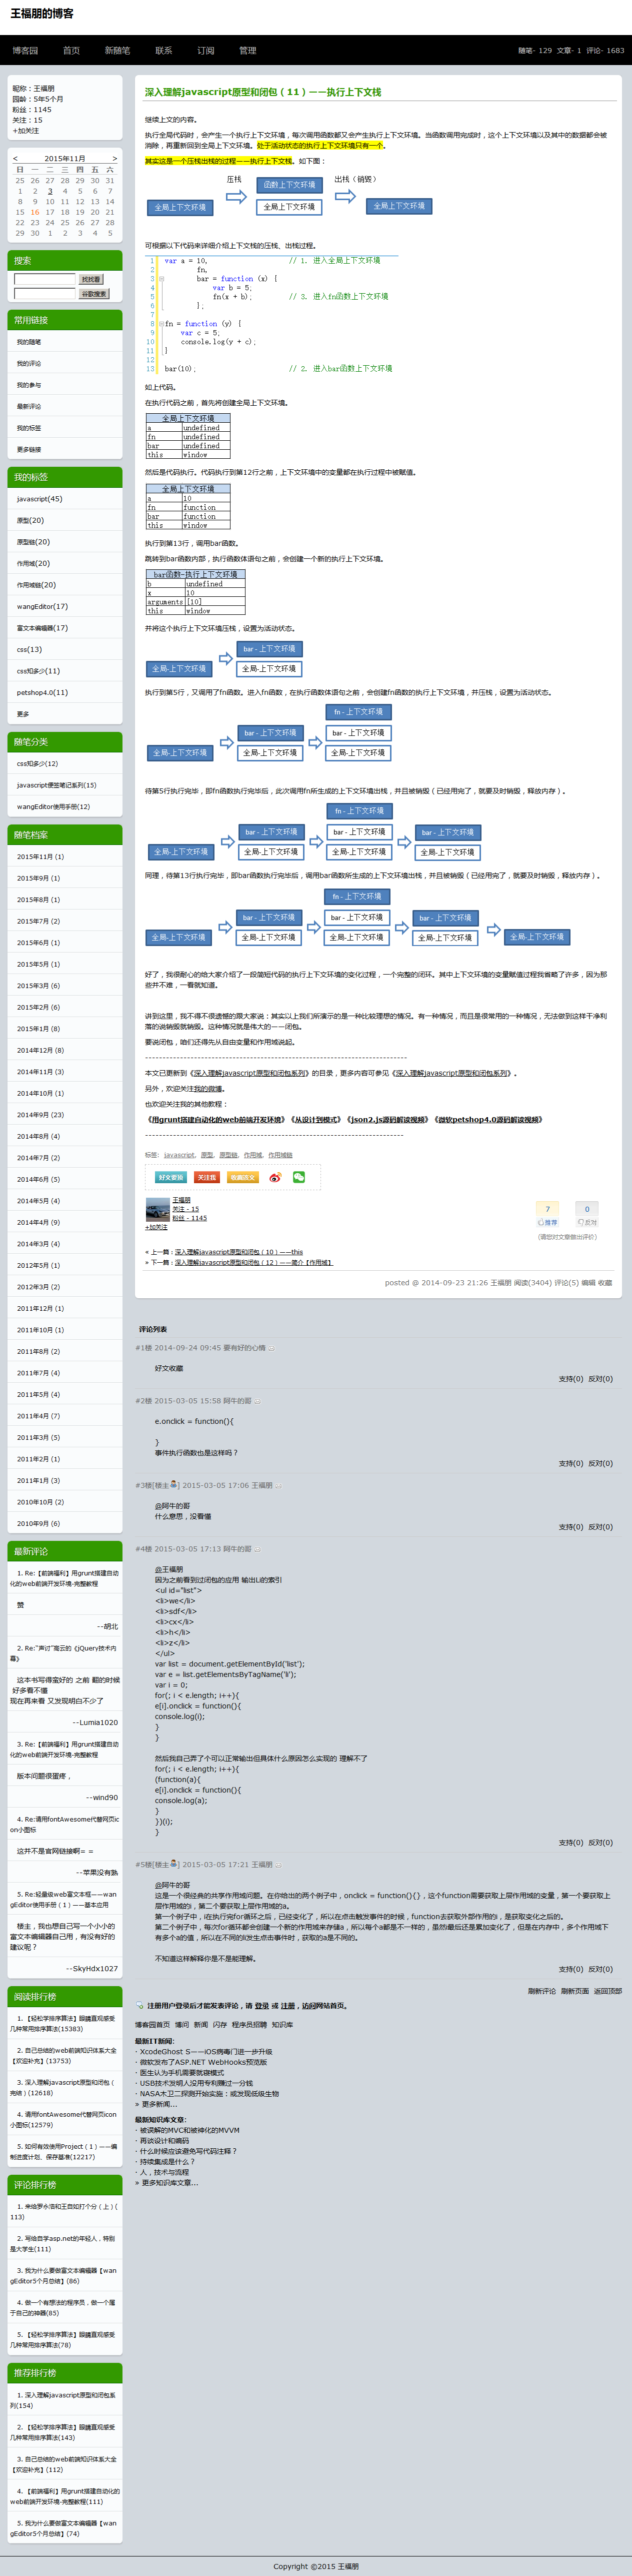 王福朋的博客
博客园 首页 新随笔 联系 订阅 管理
随笔- 129 文章- 1 评论- 1683
昵称：王福朋
园龄：5年5个月
粉丝：1145
关注：15
+加关注
< 2015年11月 >
日 一 二 三 四 五 六
25 26 27 28 29 30 31
1 2 3 4 5 6 7
8 9 10 11 12 13 14
15 16 17 18 19 20 21
22 23 24 25 26 27 28
29 30 1 2 3 4 5
搜索
找找看
谷歌搜索
常用链接
我的随笔
我的评论
我的参与
最新评论
我的标签
更多链接
我的标签
javascript(45)
原型(20)
原型链(20)
作用域(20)
作用域链(20)
wangEditor(17)
富文本编辑器(17)
css(13)
css知多少(11)
petshop4.0(11)
更多
随笔分类
css知多少(12)
javascript便签笔记系列(15)
wangEditor使用手册(12)
随笔档案
2015年11月 (1)
2015年9月 (1)
2015年8月 (1)
2015年7月 (2)
2015年6月 (1)
2015年5月 (1)
2015年3月 (6)
2015年2月 (6)
2015年1月 (8)
2014年12月 (8)
2014年11月 (3)
2014年10月 (1)
2014年9月 (23)
2014年8月 (4)
2014年7月 (2)
2014年6月 (5)
2014年5月 (4)
2014年4月 (9)
2014年3月 (4)
2012年5月 (1)
2012年3月 (2)
2011年12月 (1)
2011年10月 (1)
2011年8月 (2)
2011年7月 (4)
2011年5月 (4)
2011年4月 (7)
2011年3月 (5)
2011年2月 (1)
2011年1月 (3)
2010年10月 (2)
2010年9月 (6)
最新评论
1. Re:【前端福利】用grunt搭建自动
化的web前端开发环境-完整教程
赞
--胡北
2. Re:"声讨"高云的《jQuery技术内
幕》
这本书写得蛮好的 之前 翻的时候
好多看不懂
现在再来看 又发现明白不少了
--Lumia1020
3. Re:【前端福利】用grunt搭建自动
化的web前端开发环境-完整教程
版本问题很蛋疼，
--wind90
4. Re:请用fontAwesome代替网页ic
on小图标
这并不是官网链接啊= =
--苹果没有熟
5. Re:轻量级web富文本框——wan
gEditor使用手册（1）——基本应用
楼主，我也想自己写一个小小的
富文本编辑器自己用，有没有好的
建议呢？
--SkyHdx1027
阅读排行榜
1. 【轻松学排序算法】眼睛直观感受
几种常用排序算法(15383)
2. 自己总结的web前端知识体系大全
【欢迎补充】(13753)
3. 深入理解javascript原型和闭包（
完结）(12618)
4. 请用fontAwesome代替网页icon
小图标(12579)
5. 如何有效使用Project（1）——编
制进度计划、保存基准(12217)
评论排行榜
1. 来给罗永浩和王自如打个分（上）(
113)
2. 写给自学asp.net的年轻人，特别
是大学生(111)
3. 我为什么要做富文本编辑器【wan
gEditor5个月总结】(86)
4. 做一个有想法的程序员，做一个属
于自己的神器(85)
5. 【轻松学排序算法】眼睛直观感受
几种常用排序算法(78)
推荐排行榜
1. 深入理解javascript原型和闭包系
列(154)
2. 【轻松学排序算法】眼睛直观感受
几种常用排序算法(143)
3. 自己总结的web前端知识体系大全
【欢迎补充】(112)
4. 【前端福利】用grunt搭建自动化的
web前端开发环境-完整教程(111)
5. 我为什么要做富文本编辑器【wan
gEditor5个月总结】(74)
深入理解javascript原型和闭包（11）——执行上下文栈
继续上文的内容。
执行全局代码时，会产生一个执行上下文环境，每次调用函数都又会产生执行上下文环境。当函数调用完成时，这个上下文环境以及其中的数据都会被
消除，再重新回到全局上下文环境。处于活动状态的执行上下文环境只有一个。
其实这是一个压栈出栈的过程——执行上下文栈。如下图：
压栈 出栈（销毁）
函数上下文环境
全局上下文环境 全局上下文环境 全局上下文环境
可根据以下代码来详细介绍上下文栈的压栈、出栈过程。
1 var a = 10, // 1. 进入全局上下文环境
2 fn,
3 bar = function (x) {
4 var b = 5;
5 fn(x + b); // 3. 进入fn函数上下文环境
6 };
7
8 fn = function (y) {
9 var c = 5;
10 console.log(y + c);
11 }
12
13 bar(10); // 2. 进入bar函数上下文环境
如上代码。
在执行代码之前，首先将创建全局上下文环境。
全局上下文环境
a undefined
fn undefined
bar undefined
this window
然后是代码执行。代码执行到第12行之前，上下文环境中的变量都在执行过程中被赋值。
全局上下文环境
a 10
fn function
bar function
this window
执行到第13行，调用bar函数。
跳转到bar函数内部，执行函数体语句之前，会创建一个新的执行上下文环境。
bar函数-执行上下文环境
b undefined
x 10
arguments [10]
this window
并将这个执行上下文环境压栈，设置为活动状态。
bar - 上下文环境
全局-上下文环境 全局-上下文环境
执行到第5行，又调用了fn函数。进入fn函数，在执行函数体语句之前，会创建fn函数的执行上下文环境，并压栈，设置为活动状态。
fn - 上下文环境
bar - 上下文环境 bar - 上下文环境
全局-上下文环境 全局-上下文环境 全局-上下文环境
待第5行执行完毕，即fn函数执行完毕后，此次调用fn所生成的上下文环境出栈，并且被销毁（已经用完了，就要及时销毁，释放内存）。
fn - 上下文环境
bar - 上下文环境 bar - 上下文环境 bar - 上下文环境
全局-上下文环境 全局-上下文环境 全局-上下文环境 全局-上下文环境
同理，待第13行执行完毕，即bar函数执行完毕后，调用bar函数所生成的上下文环境出栈，并且被销毁（已经用完了，就要及时销毁，释放内存）。
fn - 上下文环境
bar - 上下文环境 bar - 上下文环境 bar - 上下文环境
全局-上下文环境 全局-上下文环境 全局-上下文环境 全局-上下文环境 全局-上下文环境
好了，我很耐心的给大家介绍了一段简短代码的执行上下文环境的变化过程，一个完整的闭环。其中上下文环境的变量赋值过程我省略了许多，因为那
些并不难，一看就知道。
讲到这里，我不得不很遗憾的跟大家说：其实以上我们所演示的是一种比较理想的情况。有一种情况，而且是很常用的一种情况，无法做到这样干净利
落的说销毁就销毁。这种情况就是伟大的——闭包。
要说闭包，咱们还得先从自由变量和作用域说起。
---------------------------------------------------------------------------
本文已更新到《深入理解javascript原型和闭包系列》的目录，更多内容可参见《深入理解javascript原型和闭包系列》。
另外，欢迎关注我的微博。
也欢迎关注我的其他教程：
《用grunt搭建自动化的web前端开发环境》《从设计到模式》《json2.js源码解读视频》《微软petshop4.0源码解读视频》
---------------------------------------------------------------------------
标签: javascript, 原型, 原型链, 作用域, 作用域链
好文要顶 关注我 收藏该文
王福朋
关注 - 15
粉丝 - 1145
+加关注
7 0
推荐 反对
(请您对文章做出评价)
« 上一篇：深入理解javascript原型和闭包（10）——this
» 下一篇：深入理解javascript原型和闭包（12）——简介【作用域】
posted @ 2014-09-23 21:26 王福朋 阅读(3404) 评论(5) 编辑 收藏
评论列表
#1楼 2014-09-24 09:45 要有好的心情
好文收藏
支持(0) 反对(0)
#2楼 2015-03-05 15:58 阿牛的哥
e.onclick = function(){
}
事件执行函数也是这样吗？
支持(0) 反对(0)
#3楼[楼主] 2015-03-05 17:06 王福朋
@阿牛的哥
什么意思，没看懂
支持(0) 反对(0)
#4楼 2015-03-05 17:13 阿牛的哥
@王福朋
因为之前看到过闭包的应用 输出Li的索引
<ul id="list">
<li>we</li>
<li>sdf</li>
<li>cx</li>
<li>h</li>
<li>z</li>
</ul>
var list = document.getElementById('list');
var e = list.getElementsByTagName('li');
var i = 0;
for(; i < e.length; i++){
e[i].onclick = function(){
console.log(i);
}
}
然后我自己弄了个可以正常输出但具体什么原因怎么实现的 理解不了
for(; i < e.length; i++){
(function(a){
e[i].onclick = function(){
console.log(a);
}
})(i);
}
支持(0) 反对(0)
#5楼[楼主] 2015-03-05 17:21 王福朋
@阿牛的哥
这是一个很经典的共享作用域问题。在你给出的两个例子中，onclick = function(){}，这个function需要获取上层作用域的变量，第一个要获取上
层作用域的i，第二个要获取上层作用域的a。
第一个例子中，i在执行完for循环之后，已经变化了，所以在点击触发事件的时候，function去获取外部作用的i，是获取变化之后的。
第二个例子中，每次for循环都会创建一个新的作用域来存储a，所以每个a都是不一样的，虽然i最后还是累加变化了，但是在内存中，多个作用域下
有多个a的值，所以在不同的li发生点击事件时，获取的a是不同的。
不知道这样解释你是不是能理解。
支持(0) 反对(0)
刷新评论 刷新页面 返回顶部
注册用户登录后才能发表评论，请 登录 或 注册，访问网站首页。
博客园首页 博问 新闻 闪存 程序员招聘 知识库
最新IT新闻:
· XcodeGhost S——iOS病毒门进一步升级
· 微软发布了ASP.NET WebHooks预览版
· 医生认为手机需要就寝模式
· USB技术发明人没用专利赚过一分钱
· NASA木卫二探测开始实施：或发现低级生物
» 更多新闻...
最新知识库文章:
· 被误解的MVC和被神化的MVVM
· 再谈设计和编码
· 什么时候应该避免写代码注释？
· 持续集成是什么？
· 人，技术与流程
» 更多知识库文章...
Copyright ©2015 王福朋